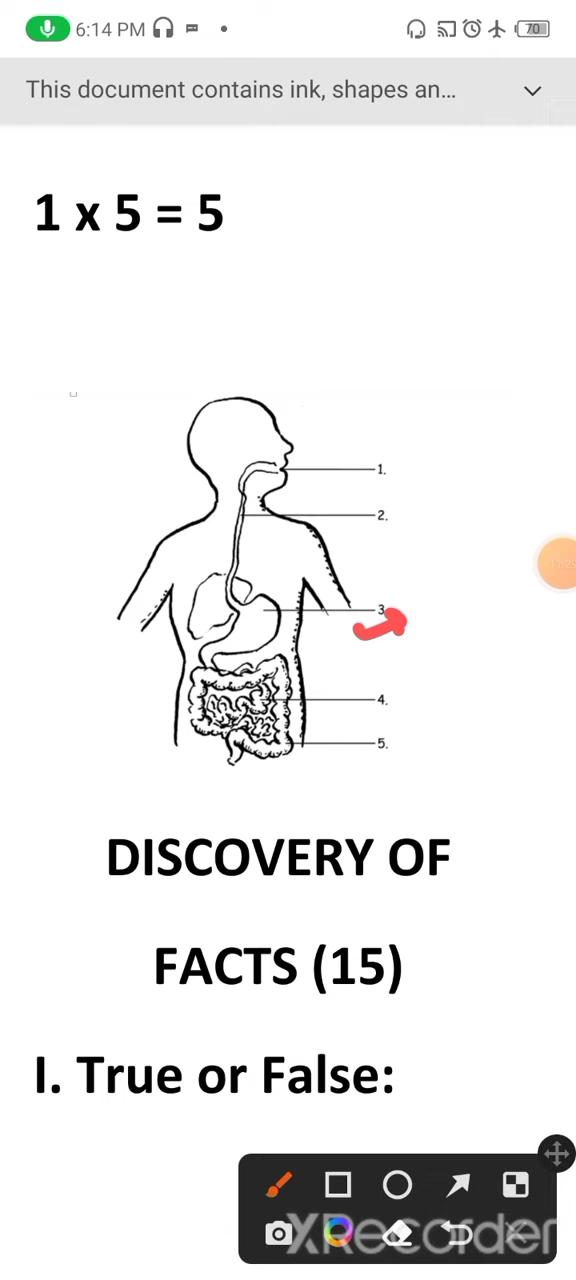 6:14 PM
70
This document contains ink, shapes an...
1 x 5 = 5
1.
2.
3
4.
5.
DISCOVERY OF
FACTS (15)
I. True or False:
XRecorder